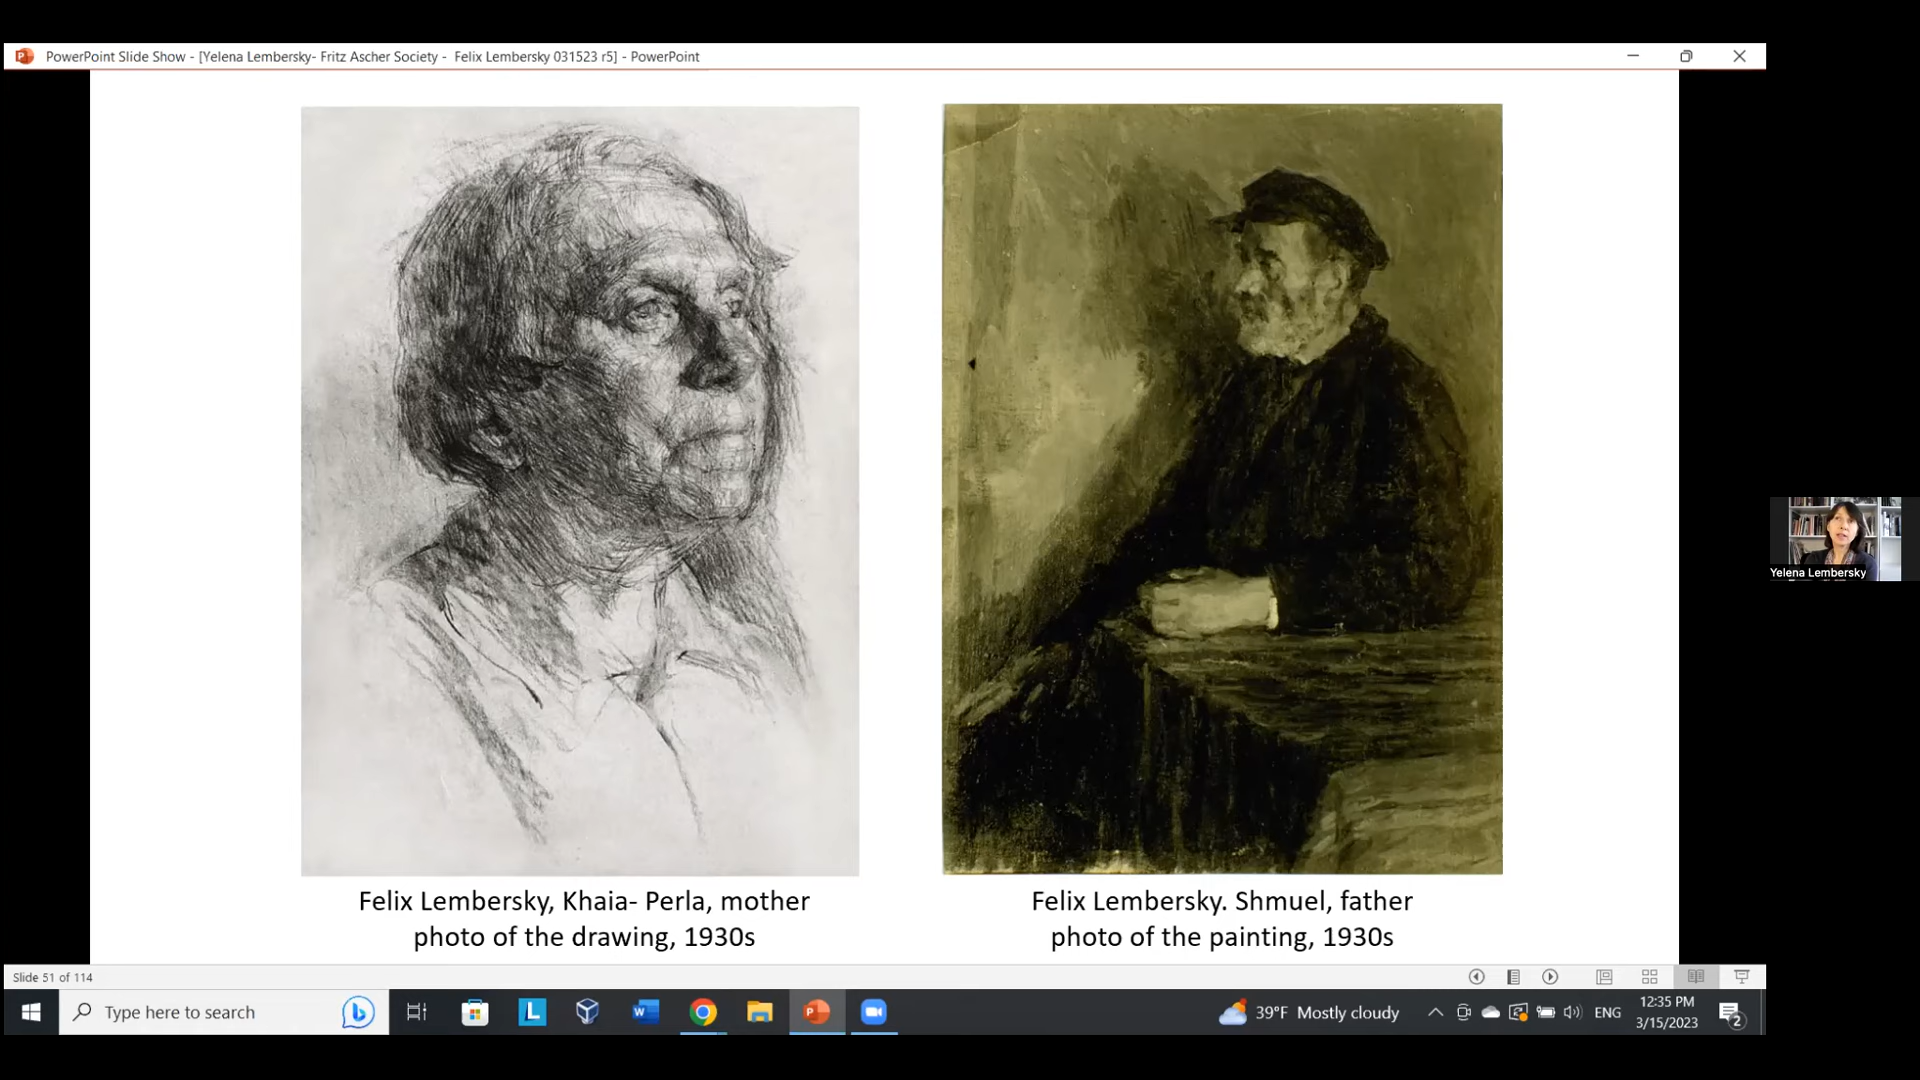 PowerPoint Slide Show - [Yelena Lembersky- Fritz Ascher Society -  Felix Lembersky 031523 r5] - PowerPoint
Felix Lembersky, Khaia- Perla, mother
photo of the drawing, 1930s
Felix Lembersky. Shmuel, father
photo of the painting, 1930s
Yelena Lembersky
Slide 51 of 114
Type here to search
39°F Mostly cloudy
ENG
12:35 PM
3/15/2023
2